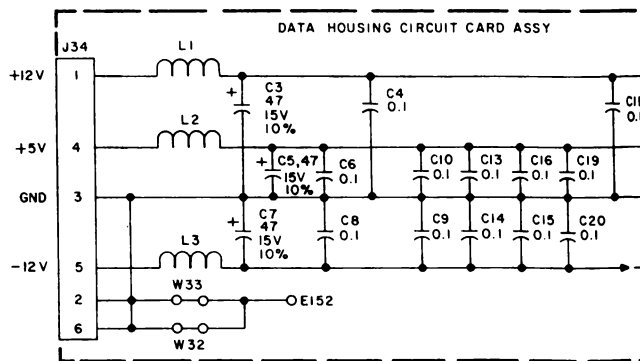 DATA HOUSING CIRCUIT CARD ASSY
J34
L1
+12V 1
+ C3
47
15V
10%
C4
0.1
0.1
L2
+5V 4
+ C5,47
15V
10%
C6
0.1
C10
0.1
C13
0.1
C16
0.1
C19
0.1
GND 3
+ C7
47
15V
10%
C8
0.1
C9
0.1
C14
0.1
C15
0.1
C20
0.1
L3
-12V 5
W33
2
E152
6
W32